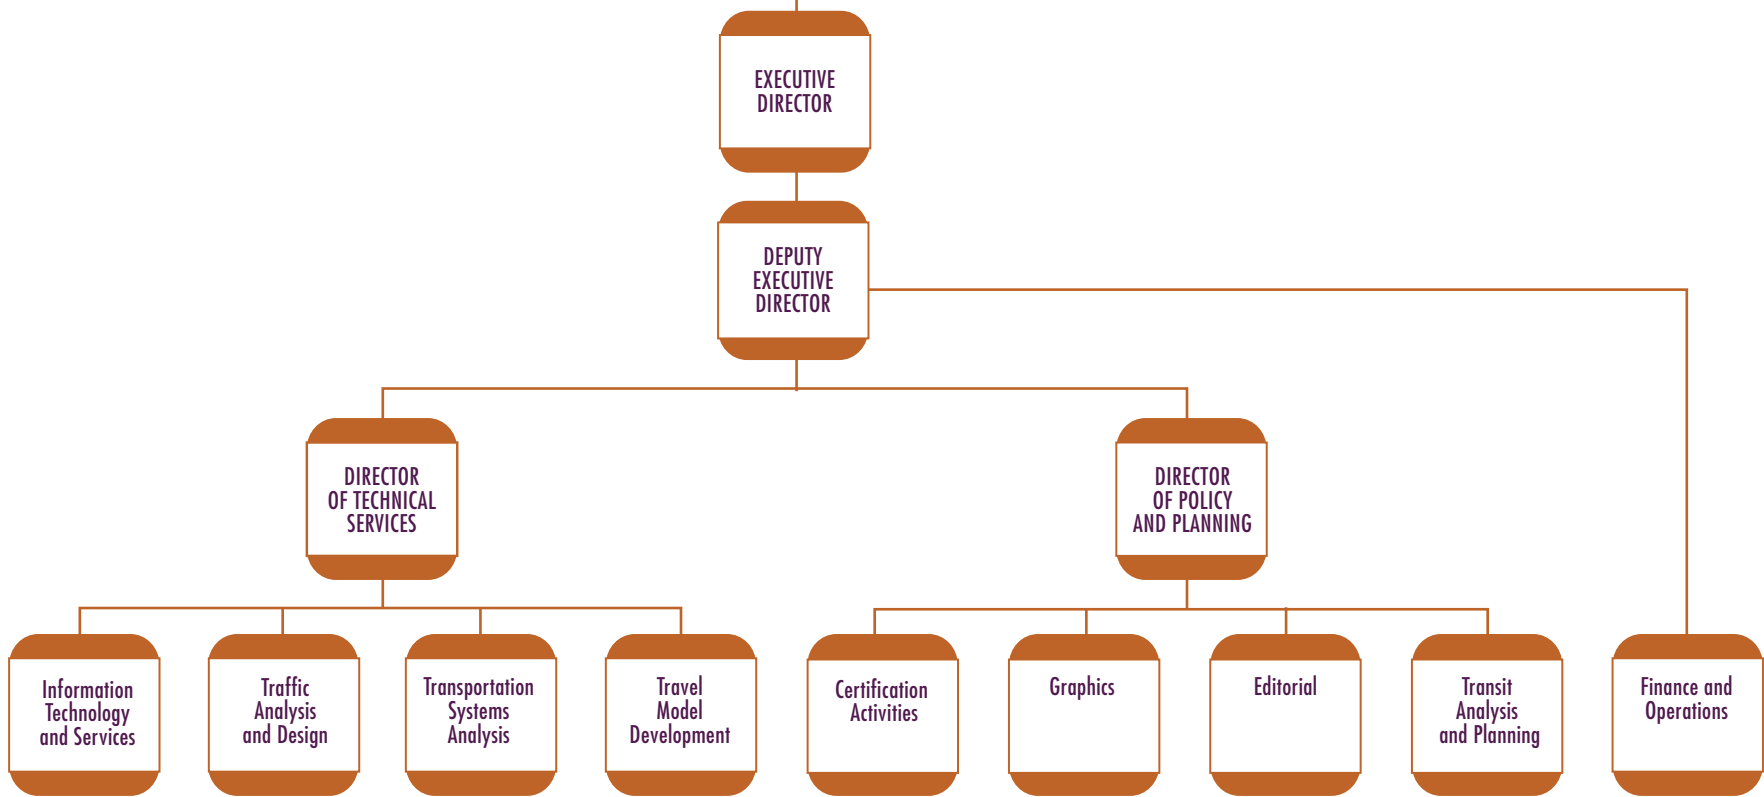 EXECUTIVE
DIRECTOR
DEPUTY
EXECUTIVE
DIRECTOR
DIRECTOR
OF TECHNICAL
SERVICES
DIRECTOR
OF POLICY
AND PLANNING
Information
Technology
and Services
Traffic
Analysis
and Design
Transportation
Systems
Analysis
Travel
Model
Development
Certification
Activities
Graphics
Editorial
Transit
Analysis
and Planning
Finance and
Operations